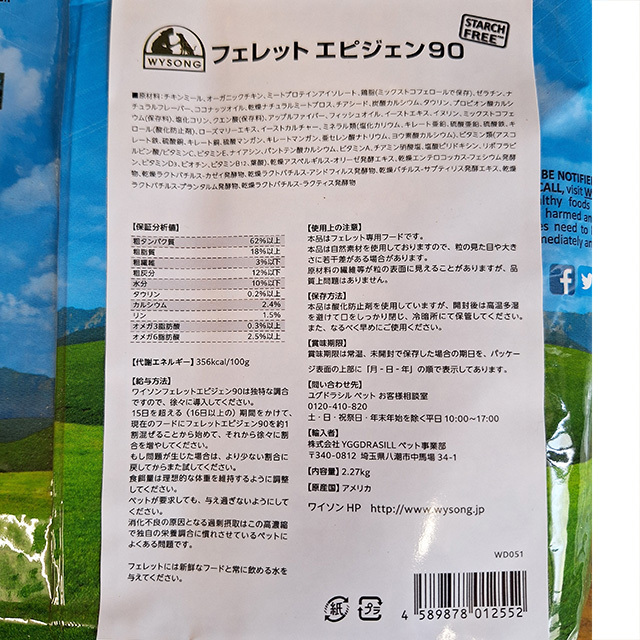 WYSONG
フェレット エピジェン90
STARCH
FREE™
■原材料:チキンミール、オーガニックチキン、ミートプロテインアイソレート、鶏脂(ミックストコフェロールで保存)、ゼラチン、ナ
チュラルフレーバー、ココナッツオイル、乾燥ナチュラルミートブロス、チアシード、炭酸カルシウム、タウリン、プロピオン酸カルシ
ウム(保存料)、塩化コリン、クエン酸(保存料)、アップルファイバー、フィッシュオイル、イーストエキス、イヌリン、ミックストコフェ
ロール(酸化防止剤)、ローズマリーエキス、イーストカルチャー、ミネラル類(塩化カリウム、キレート亜鉛、硫酸亜鉛、硫酸鉄、キ
レート鉄、硫酸銅、キレート銅、硫酸マンガン、キレートマンガン、亜セレン酸ナトリウム、ヨウ素酸カルシウム)、ビタミン類(アスコ
ルビン酸/ビタミンC、ビタミンE、ナイアシン、パントテン酸カルシウム、ビタミンA、チアミン硝酸塩、塩酸ピリドキシン、リボフラビ
ン、ビタミンD3、ビオチン、ビタミンB12、葉酸)、乾燥アスペルギルス・オリーゼ発酵エキス、乾燥エンテロコッカス・フェシウム発酵
物、乾燥ラクトバチルス・カゼイ発酵物、乾燥ラクトバチルス・アシドフィルス発酵物、乾燥バチルス・サブティリス発酵エキス、乾燥
ラクトバチルス・プランタルム発酵物、乾燥ラクトバチルス・ラクティス発酵物
【保証分析値】
粗タンパク質 62%以上
粗脂質 18%以上
粗繊維 3%以下
粗灰分 12%以下
水分 10%以下
タウリン 0.2%以上
カルシウム 2.4%
リン 1.5%
オメガ3脂肪酸 0.3%以上
オメガ6脂肪酸 2.5%以上
【代謝エネルギー】356kcal/100g
【給与方法】
ワイソンフェレットエピジェン90は独特な調合
ですので、徐々に導入してください。
15日を超える(16日以上の)期間をかけて、
現在のフードにフェレットエピジェン90を約1
割混ぜることから始めて、それから徐々に割
合を増やしてください。
もし問題が生じた場合は、より少ない割合に
戻してからまた試してください。
食餌量は理想的な体重を維持するように調整
してください。
ペットが要求しても、与え過ぎないようにして
ください。
消化不良の原因となる過剰摂取はこの高濃縮
で独自の栄養調合に慣れさせているペットに
よくある問題です。
フェレットには新鮮なフードと常に飲める水を
与えてください。
【使用上の注意】
本品はフェレット専用フードです。
本品は自然素材を使用しておりますので、粒の見た目や大き
さに若干差がある場合があります。
原材料の繊維等が粒の表面に見えることがありますが、品
質上問題はありません。
【保存方法】
本品は酸化防止剤を使用していますが、開封後は高温多湿
を避けて口をしっかり閉じ、冷暗所にて保管してください。
また、なるべく早めにご使用ください。
【賞味期限】
賞味期限は常温、未開封で保存した場合の期日を、パッケー
ジ表面の上部に「月・日・年」の順で表示してあります。
【問い合わせ先】
ユグドラシル ペット お客様相談室
0120-410-820
土・日・祝祭日・年末年始を除く平日 10:00~17:00
【輸入者】
株式会社 YGGDRASILL ペット事業部
〒340-0812 埼玉県八潮市中馬場 34-1
【内容量】2.27kg
【原産国】アメリカ
ワイソン HP http://www.wysong.jp
WD051
紙
プラ
4 589878 012552
BE NOTIFIE
CALL, visit W
lthy foods
harmed an
es need to
mmediately an